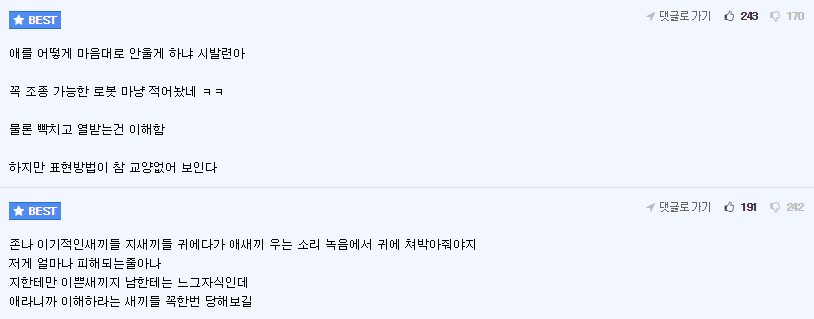 ★ BEST
댓글로가기 243 170
애를 어떻게 마음대로 안울게 하냐 시발련아
꼭 조종 가능한 로봇 마냥 적어놨네 ㅋㅋ
물론 빡치고 열받는건 이해함
하지만 표현방법이 참 교양없어 보인다
★ BEST
댓글로가기 191 242
존나 이기적인새끼들 지새끼들 귀에다가 애새끼 우는 소리 녹음에서 귀에 쳐박아줘야지
저게 얼마나 피해되는줄아나
지한테만 이쁜새끼지 남한테는 느그자식인데
애라니까 이해하라는 새끼들 꼭한번 당해보길